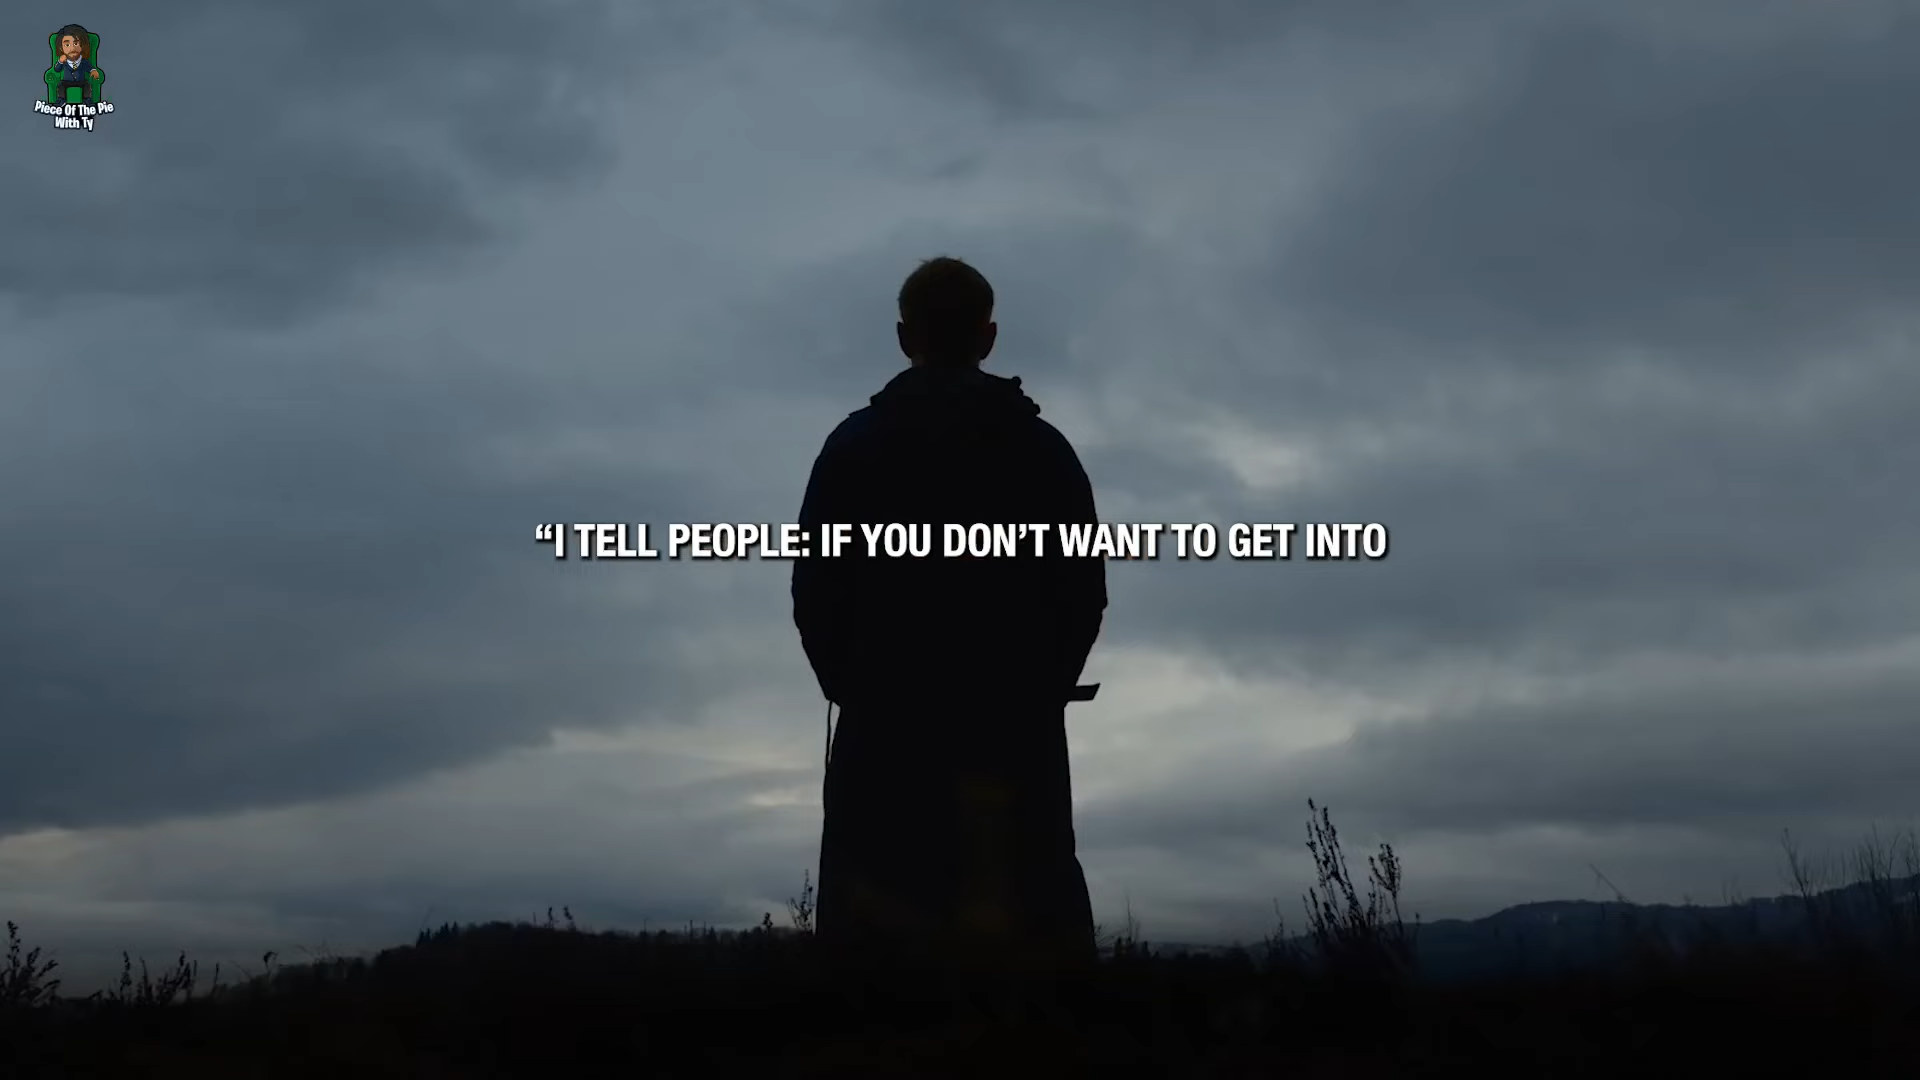 Piece Of The Pie
With Ty
“I TELL PEOPLE: IF YOU DON’T WANT TO GET INTO